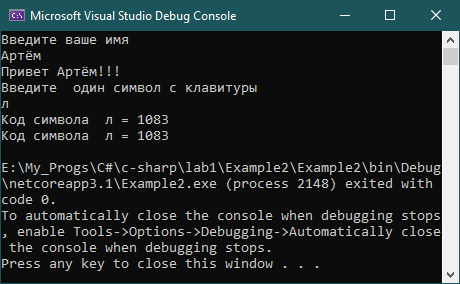 Microsoft Visual Studio Debug Console
Введите ваше имя
Артём
Привет Артём!!!
Введите  один символ с клавитуры
л
Код символа  л = 1083
Код символа  л = 1083
E:\My_Progs\C#\c-sharp\lab1\Example2\Example2\bin\Debug
\netcoreapp3.1\Example2.exe (process 2148) exited with
code 0.
To automatically close the console when debugging stops
, enable Tools->Options->Debugging->Automatically close
 the console when debugging stops.
Press any key to close this window . . .